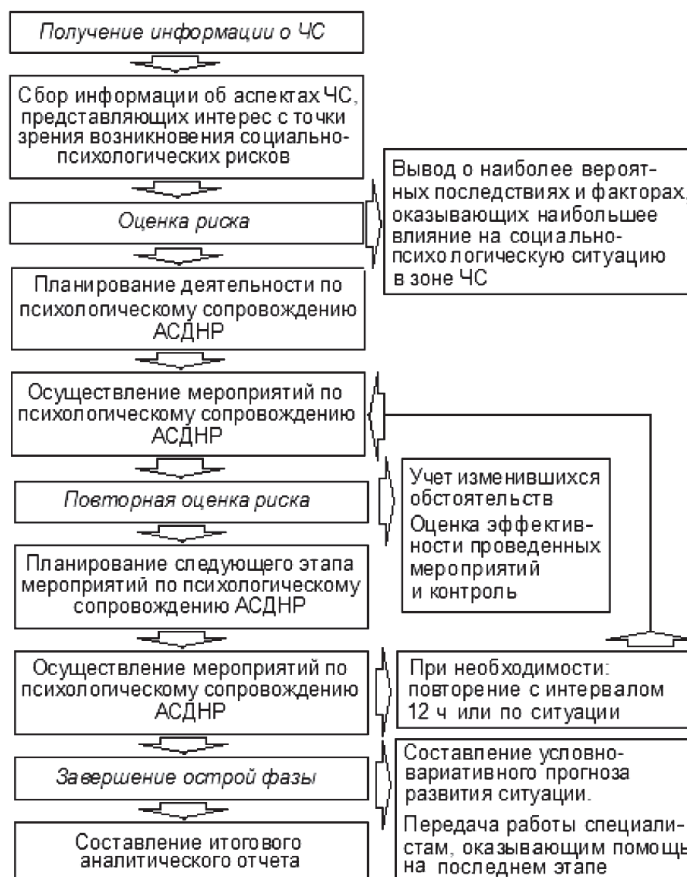 Получение информации о ЧС
Сбор информации об аспектах ЧС,
представляющих интерес с точки
зрения возникновения социально-
психологических рисков
Оценка риска
Вывод о наиболее вероят-
ных последствиях и факторах,
оказывающих наибольшее
влияние на социально-
психологическую ситуацию
в зоне ЧС
Планирование деятельности по
психологическому сопровождению
АСДНР
Осуществление мероприятий по
психологическому сопровождению
АСДНР
Повторная оценка риска
Учет изменившихся
обстоятельств
Оценка эффектив-
ности проведенных
мероприятий
и контроль
Планирование следующего этапа
мероприятий по психологическому
сопровождению АСДНР
Осуществление мероприятий по
психологическому сопровождению
АСДНР
При необходимости:
повторение с интервалом
12 ч или по ситуации
Завершение острой фазы
Составление условно-
вариативного прогноза
развития ситуации.
Передача работы специали-
стам, оказывающим помощь
на последнем этапе
Составление итогового
аналитического отчета